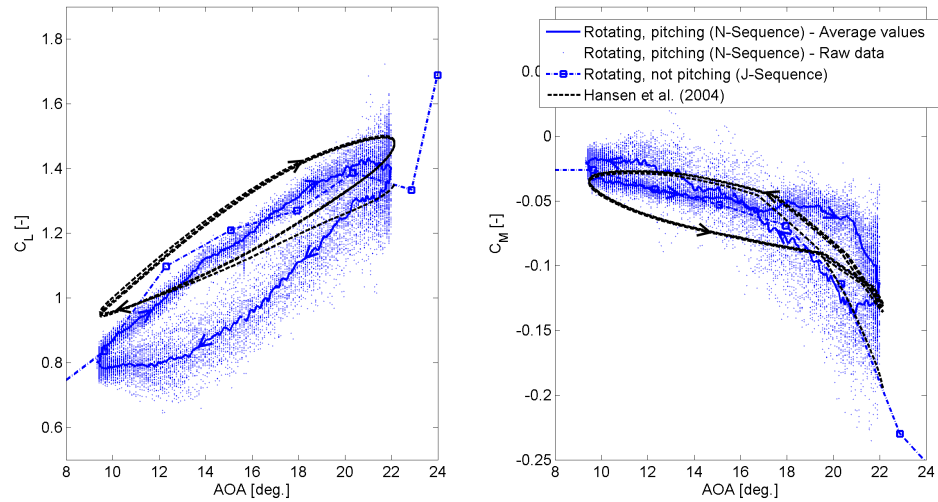 1.8
1.6
1.4
1.2
1
0.8
0.6
C_L [-]
8 10 12 14 16 18 20 22 24
AOA [deg.]
Rotating, pitching (N-Sequence) - Average values
Rotating, pitching (N-Sequence) - Raw data
Rotating, not pitching (J-Sequence)
Hansen et al. (2004)
0.0
0
-0.05
-0.1
-0.15
-0.2
-0.25
C_M [-]
8 10 12 14 16 18 20 22 24
AOA [deg.]